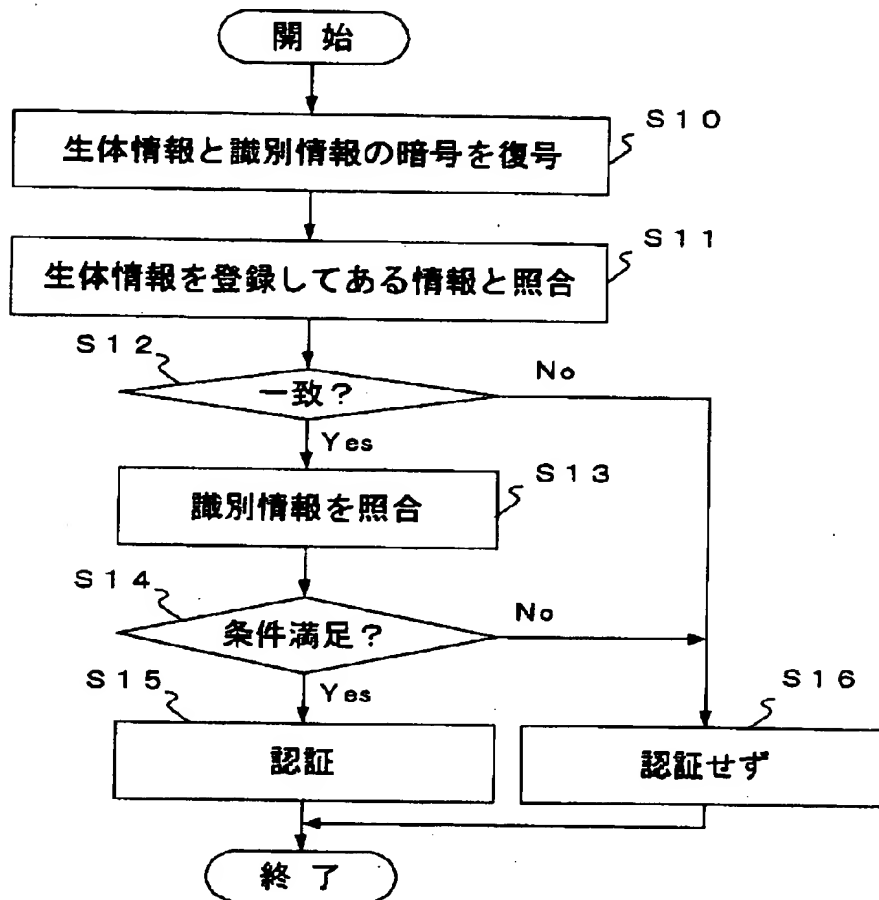 開始
S10
生体情報と識別情報の暗号を復号
S11
生体情報を登録してある情報と照合
S12
一致?
No
Yes
S13
識別情報を照合
S14
条件満足?
No
Yes
S15
認証
S16
認証せず
終了